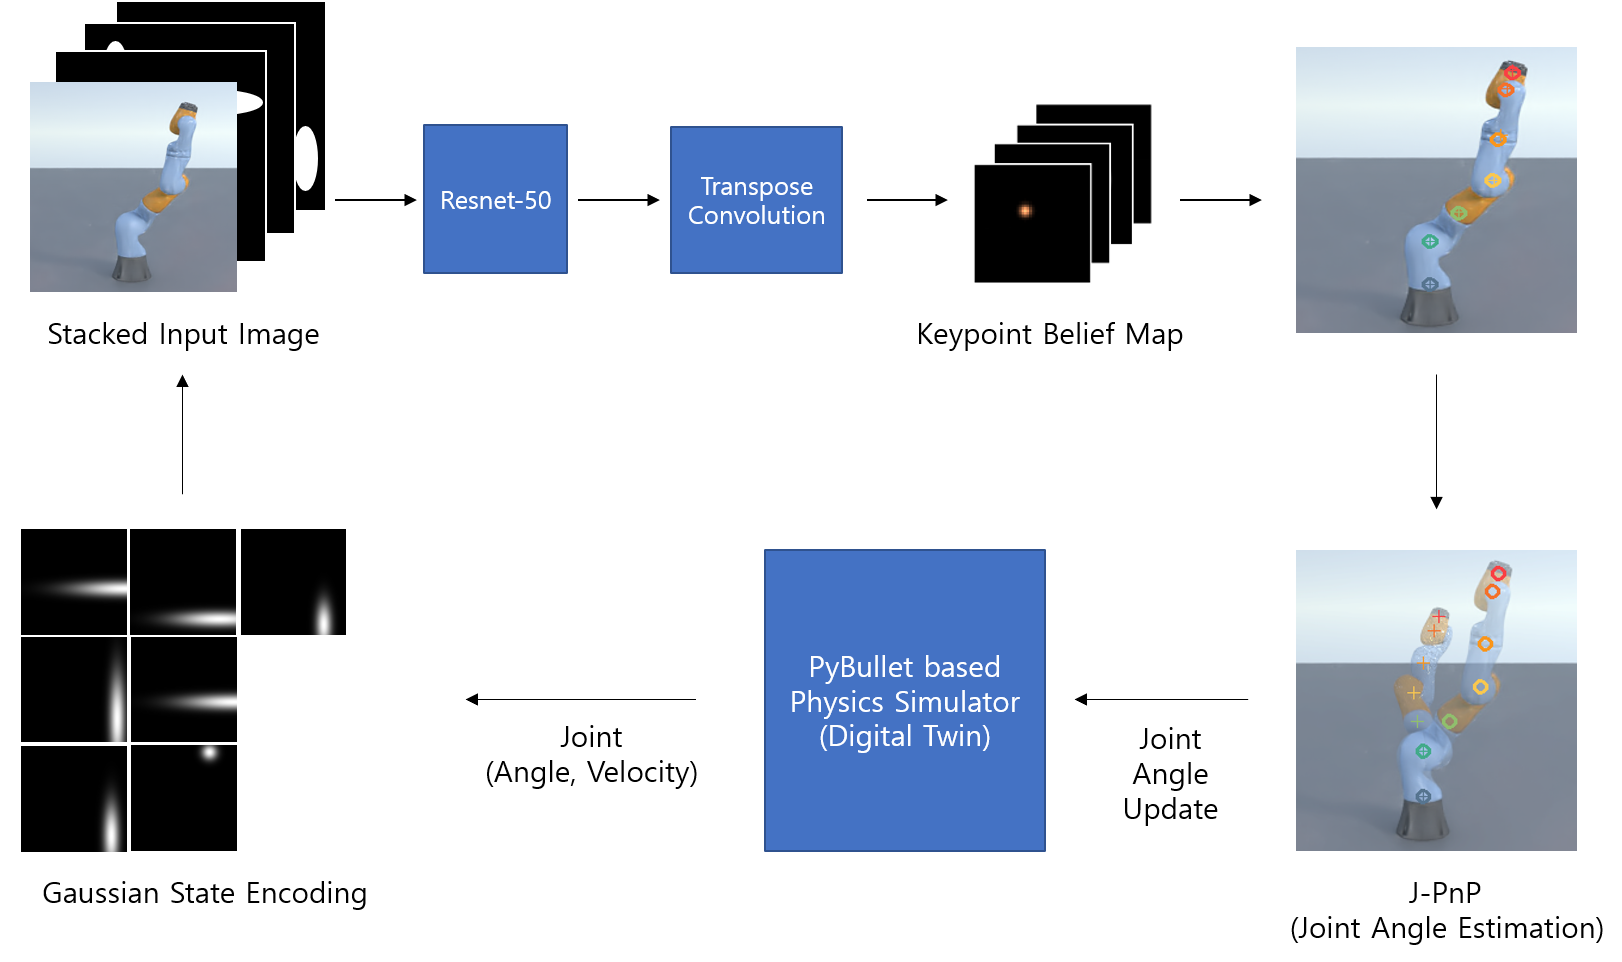 Resnet-50
Transpose
Convolution
Stacked Input Image
Keypoint Belief Map
PyBullet based
Physics Simulator
(Digital Twin)
Joint
(Angle, Velocity)
Joint
Angle
Update
Gaussian State Encoding
J-PnP
(Joint Angle Estimation)